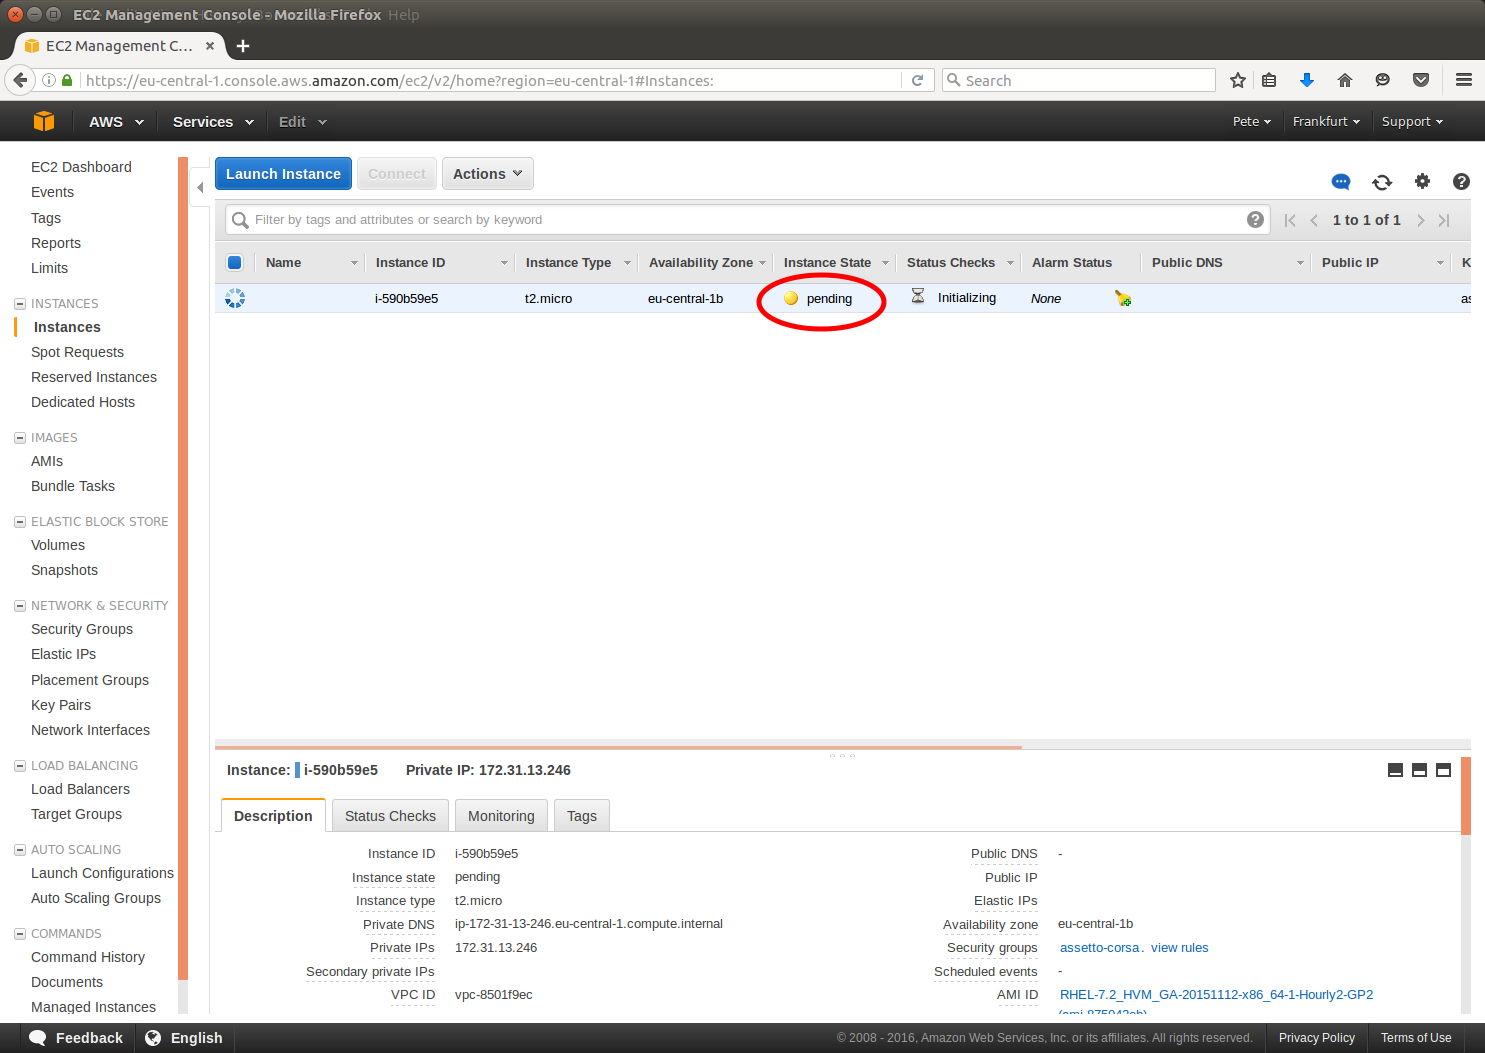 EC2 Management Console - Mozilla Firefox Help
EC2 Management C...
https://eu-central-1.console.aws.amazon.com/ec2/v2/home?region=eu-central-1#Instances:
Search
AWS Services Edit Pete Frankfurt Support
EC2 Dashboard
Events
Tags
Reports
Limits
INSTANCES
Instances
Spot Requests
Reserved Instances
Dedicated Hosts
IMAGES
AMIs
Bundle Tasks
ELASTIC BLOCK STORE
Volumes
Snapshots
NETWORK & SECURITY
Security Groups
Elastic IPs
Placement Groups
Key Pairs
Network Interfaces
LOAD BALANCING
Load Balancers
Target Groups
AUTO SCALING
Launch Configurations
Auto Scaling Groups
COMMANDS
Command History
Documents
Managed Instances
Launch Instance Connect Actions
Filter by tags and attributes or search by keyword
1 to 1 of 1
Name Instance ID Instance Type Availability Zone Instance State Status Checks Alarm Status Public DNS Public IP K
i-590b59e5 t2.micro eu-central-1b pending Initializing None as
Instance: i-590b59e5 Private IP: 172.31.13.246
Description Status Checks Monitoring Tags
Instance ID i-590b59e5
Instance state pending
Instance type t2.micro
Private DNS ip-172-31-13-246.eu-central-1.compute.internal
Private IPs 172.31.13.246
Secondary private IPs
VPC ID vpc-8501f9ec
Public DNS -
Public IP
Elastic IPs
Availability zone eu-central-1b
Security groups assetto-corsa. view rules
Scheduled events -
AMI ID RHEL-7.2_HVM_GA-20151112-x86_64-1-Hourly2-GP2
Feedback English
© 2008 - 2016, Amazon Web Services, Inc. or its affiliates. All rights reserved. Privacy Policy Terms of Use